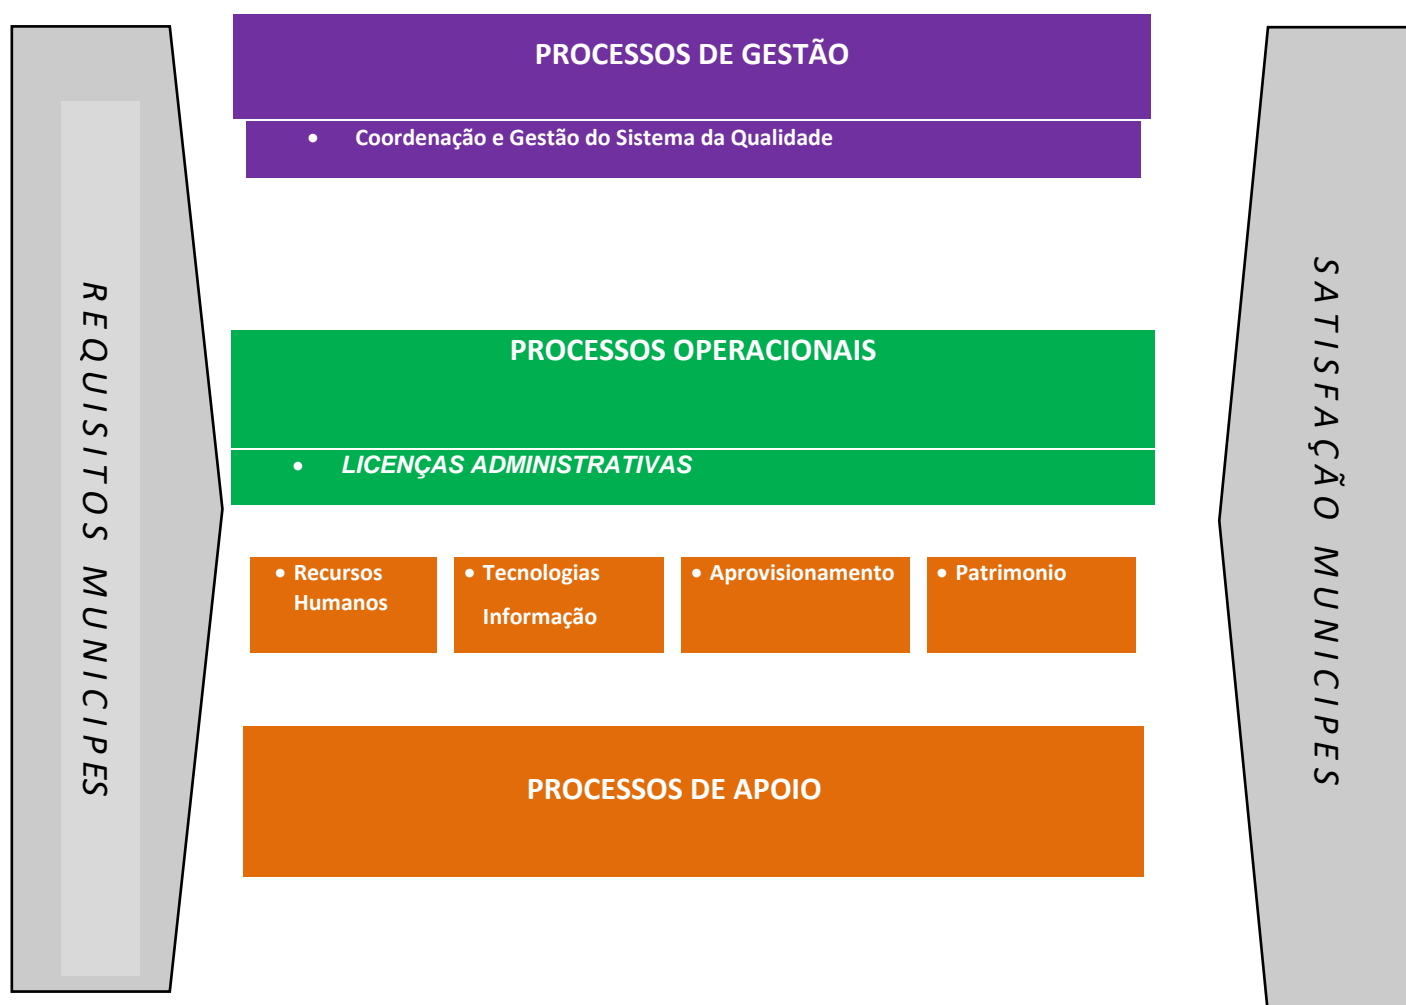 PROCESSOS DE GESTÃO
• Coordenação e Gestão do Sistema da Qualidade
REQUISITOS MUNICIPES
PROCESSOS OPERACIONAIS
• LICENÇAS ADMINISTRATIVAS
• Recursos
Humanos
• Tecnologias
Informação
• Aprovisionamento
• Patrimonio
PROCESSOS DE APOIO
SATISFAÇÃO MUNICIPES